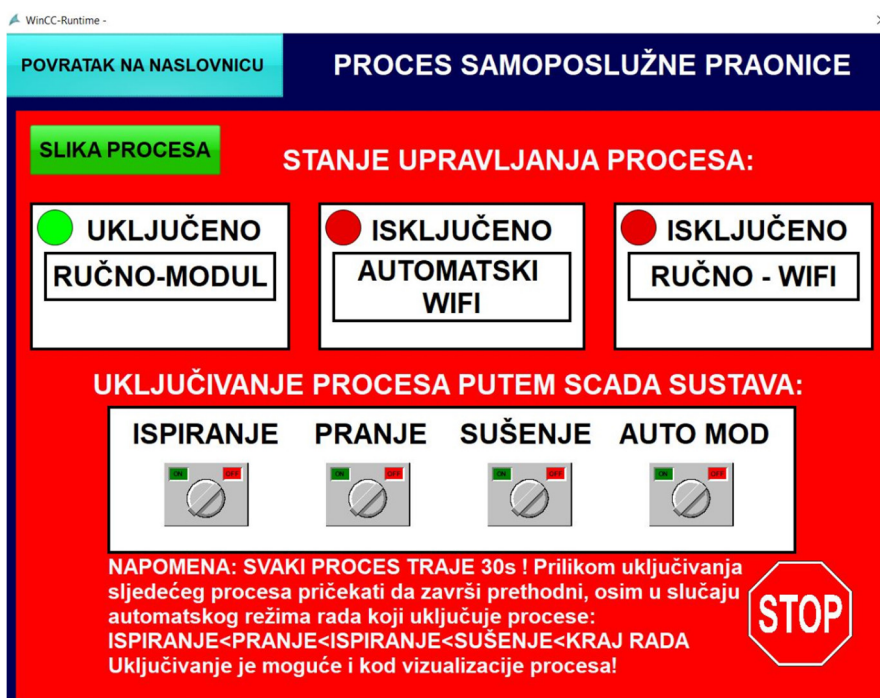 WinCC-Runtime -
POVRATAK NA NASLOVNICU
PROCES SAMOPOSLUŽNE PRAONICE
SLIKA PROCESA
STANJE UPRAVLJANJA PROCESA:
UKLJUČENO
RUČNO-MODUL
ISKLJUČENO
AUTOMATSKI
WIFI
ISKLJUČENO
RUČNO - WIFI
UKLJUČIVANJE PROCESA PUTEM SCADA SUSTAVA:
ISPIRANJE PRANJE SUŠENJE AUTO MOD
ON OFF ON OFF ON OFF ON OFF
NAPOMENA: SVAKI PROCES TRAJE 30s ! Prilikom uključivanja
sljedećeg procesa pričekati da završi prethodni, osim u slučaju
automatskog režima rada koji uključuje procese:
ISPIRANJE<PRANJE<ISPIRANJE<SUŠENJE<KRAJ RADA
Uključivanje je moguće i kod vizualizacije procesa!
STOP